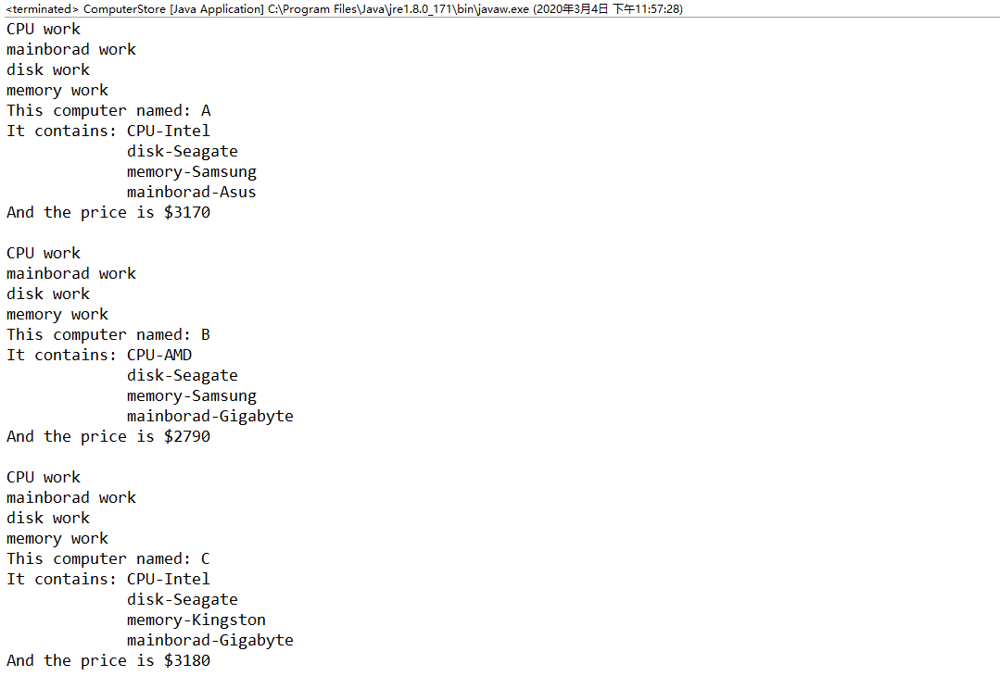 <terminated> ComputerStore [Java Application] C:\Program Files\Java\jre1.8.0_171\bin\javaw.exe (2020年3月4日 下午11:57:28)
CPU work
mainborad work
disk work
memory work
This computer named: A
It contains: CPU-Intel
             disk-Seagate
             memory-Samsung
             mainborad-Asus
And the price is $3170

CPU work
mainborad work
disk work
memory work
This computer named: B
It contains: CPU-AMD
             disk-Seagate
             memory-Samsung
             mainborad-Gigabyte
And the price is $2790

CPU work
mainborad work
disk work
memory work
This computer named: C
It contains: CPU-Intel
             disk-Seagate
             memory-Kingston
             mainborad-Gigabyte
And the price is $3180